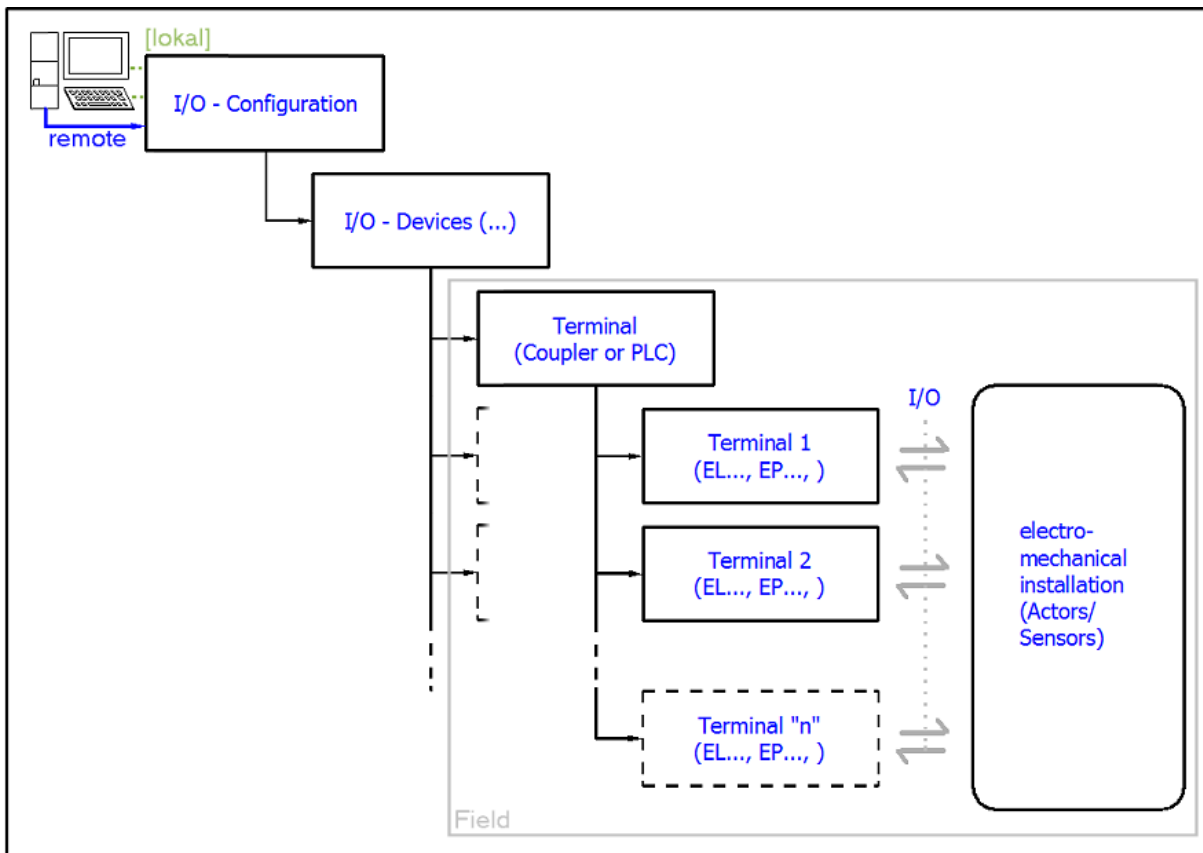 [lokal]
I/O - Configuration
remote
I/O - Devices (...)
Terminal
(Coupler or PLC)
I/O
Terminal 1
(EL..., EP..., )
Terminal 2
(EL..., EP..., )
electro-
mechanical
installation
(Actors/
Sensors)
Terminal "n"
(EL..., EP..., )
Field